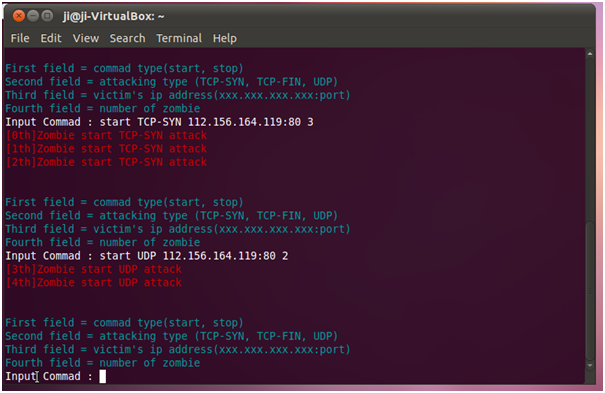 ji@ji-VirtualBox: ~
File Edit View Search Terminal Help
First field = commad type(start, stop)
Second field = attacking type (TCP-SYN, TCP-FIN, UDP)
Third field = victim's ip address(xxx.xxx.xxx.xxx:port)
Fourth field = number of zombie
Input Commad : start TCP-SYN 112.156.164.119:80 3
[0th]Zombie start TCP-SYN attack
[1th]Zombie start TCP-SYN attack
[2th]Zombie start TCP-SYN attack
First field = commad type(start, stop)
Second field = attacking type (TCP-SYN, TCP-FIN, UDP)
Third field = victim's ip address(xxx.xxx.xxx.xxx:port)
Fourth field = number of zombie
Input Commad : start UDP 112.156.164.119:80 2
[3th]Zombie start UDP attack
[4th]Zombie start UDP attack
First field = commad type(start, stop)
Second field = attacking type (TCP-SYN, TCP-FIN, UDP)
Third field = victim's ip address(xxx.xxx.xxx.xxx:port)
Fourth field = number of zombie
Input Commad :